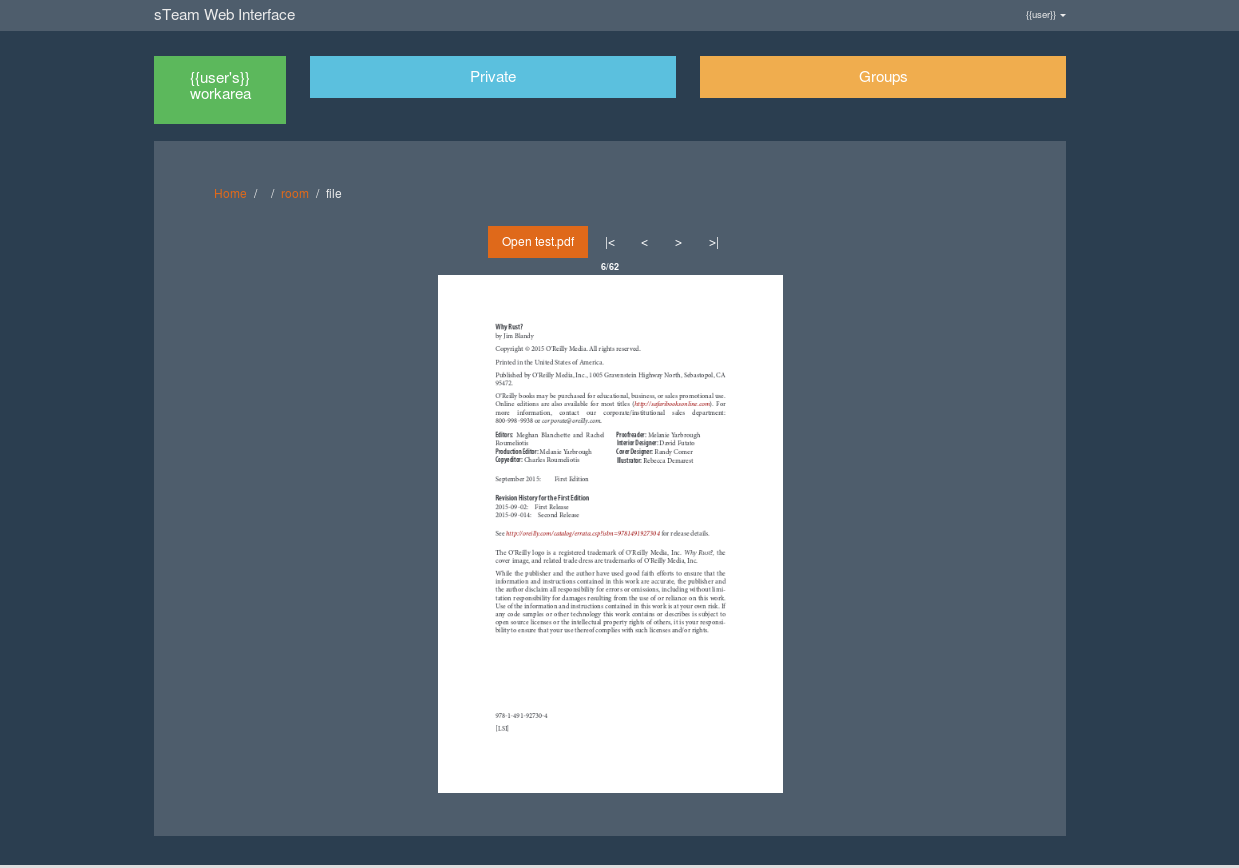 sTeam Web Interface
{{user}}
{{user's}}
workarea
Private
Groups
Home / / room / file
Open test.pdf |< < > >|
6/62
Why Rust?
by Jim Blandy
Copyright © 2015 O'Reilly Media. All rights reserved.
Printed in the United States of America.
Published by O'Reilly Media, Inc., 1005 Gravenstein Highway North, Sebastopol, CA
95472.
O'Reilly books may be purchased for educational, business, or sales promotional use.
Online editions are also available for most titles (http://safaribooksonline.com). For
more information, contact our corporate/institutional sales department:
800-998-9938 or corporate@oreilly.com.
Editors: Meghan Blanchette and Rachel
Roumeliotis
Production Editor: Melanie Yarbrough
Copyeditor: Charles Roumeliotis
Proofreader: Melanie Yarbrough
Interior Designer: David Futato
Cover Designer: Randy Comer
Illustrator: Rebecca Demarest
September 2015: First Edition
Revision History for the First Edition
2015-09-02: First Release
2015-09-014: Second Release
See http://oreilly.com/catalog/errata.csp?isbn=9781491927304 for release details.
The O'Reilly logo is a registered trademark of O'Reilly Media, Inc. Why Rust?, the
cover image, and related trade dress are trademarks of O'Reilly Media, Inc.
While the publisher and the author have used good faith efforts to ensure that the
information and instructions contained in this work are accurate, the publisher and
the author disclaim all responsibility for errors or omissions, including without limi-
tation responsibility for damages resulting from the use of or reliance on this work.
Use of the information and instructions contained in this work is at your own risk. If
any code samples or other technology this work contains or describes is subject to
open source licenses or the intellectual property rights of others, it is your responsi-
bility to ensure that your use thereof complies with such licenses and/or rights.
978-1-491-92730-4
[LSI]